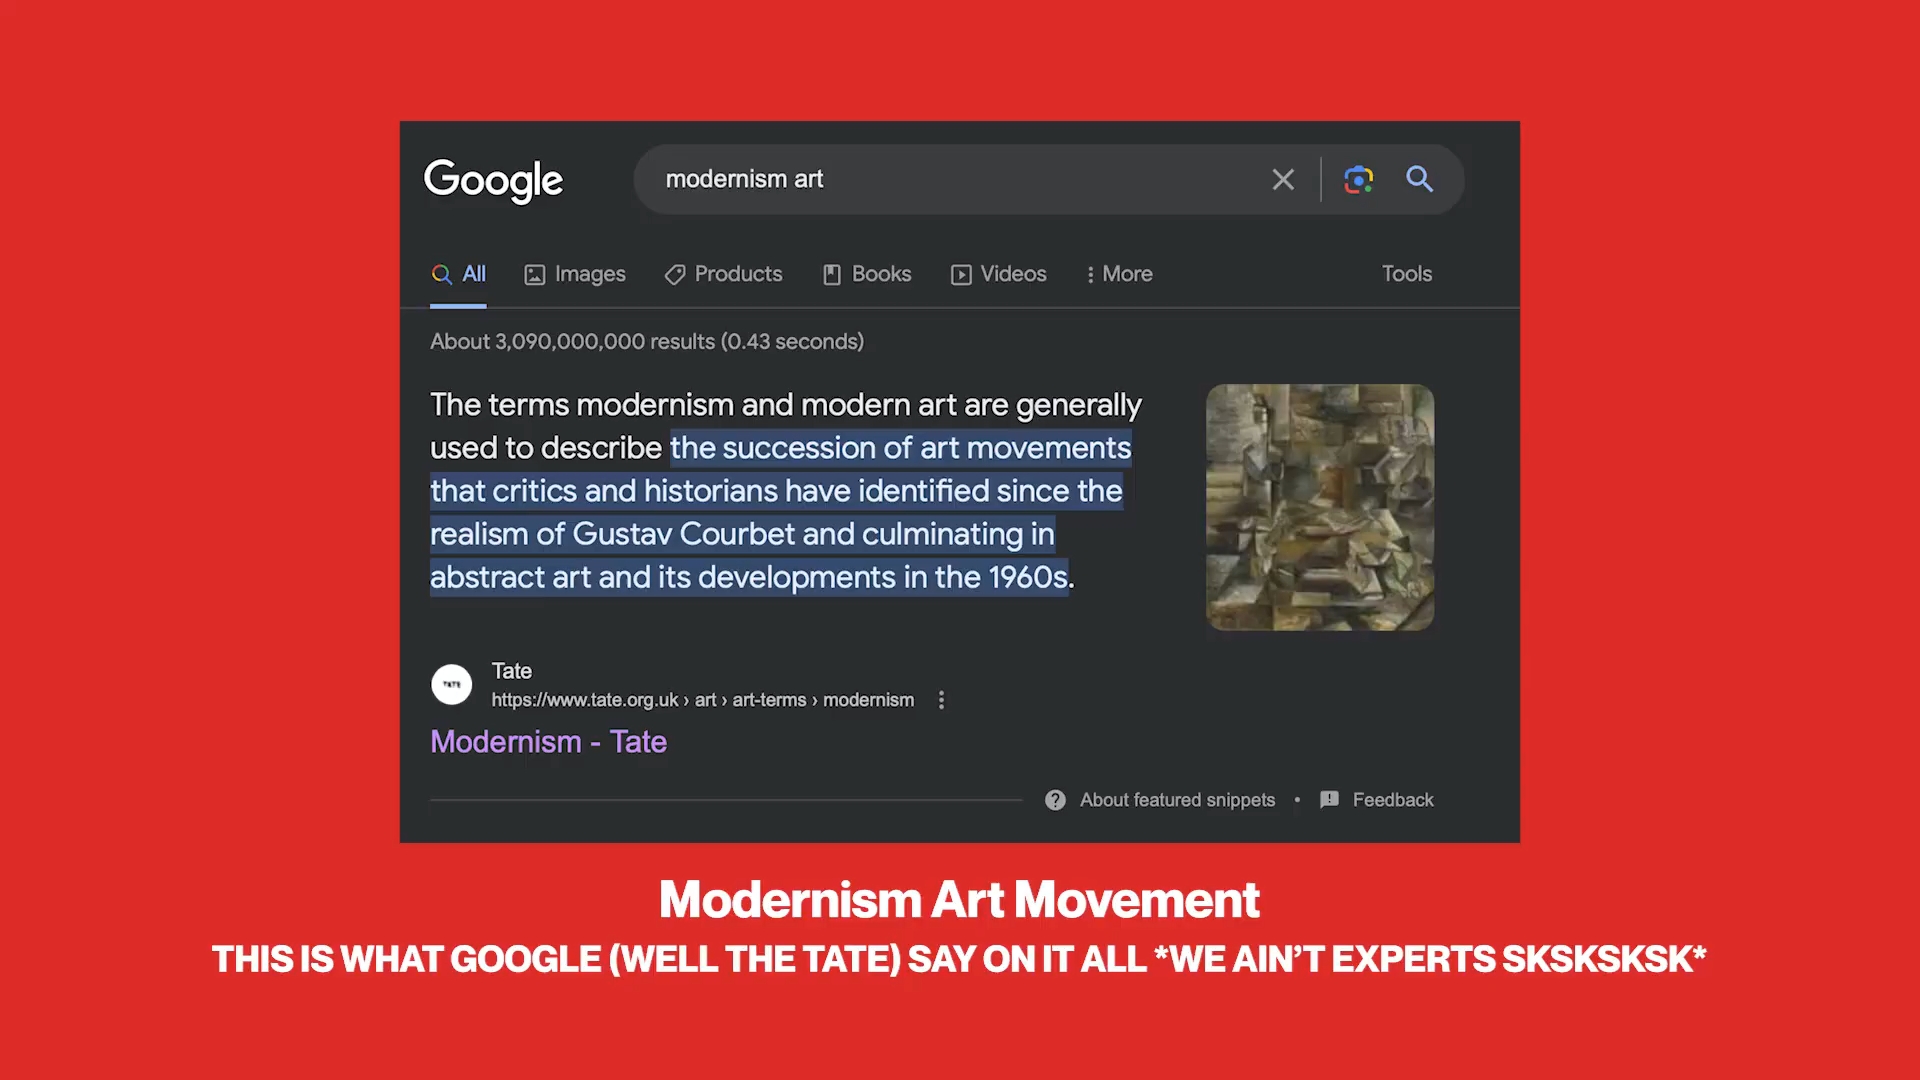 Google
modernism art
All Images Products Books Videos More Tools
About 3,090,000,000 results (0.43 seconds)
The terms modernism and modern art are generally
used to describe the succession of art movements
that critics and historians have identified since the
realism of Gustav Courbet and culminating in
abstract art and its developments in the 1960s.
TATE
Tate
https://www.tate.org.uk › art › art-terms › modernism
Modernism - Tate
About featured snippets • Feedback
Modernism Art Movement
THIS IS WHAT GOOGLE (WELL THE TATE) SAY ON IT ALL *WE AIN’T EXPERTS SKSKSKSK*